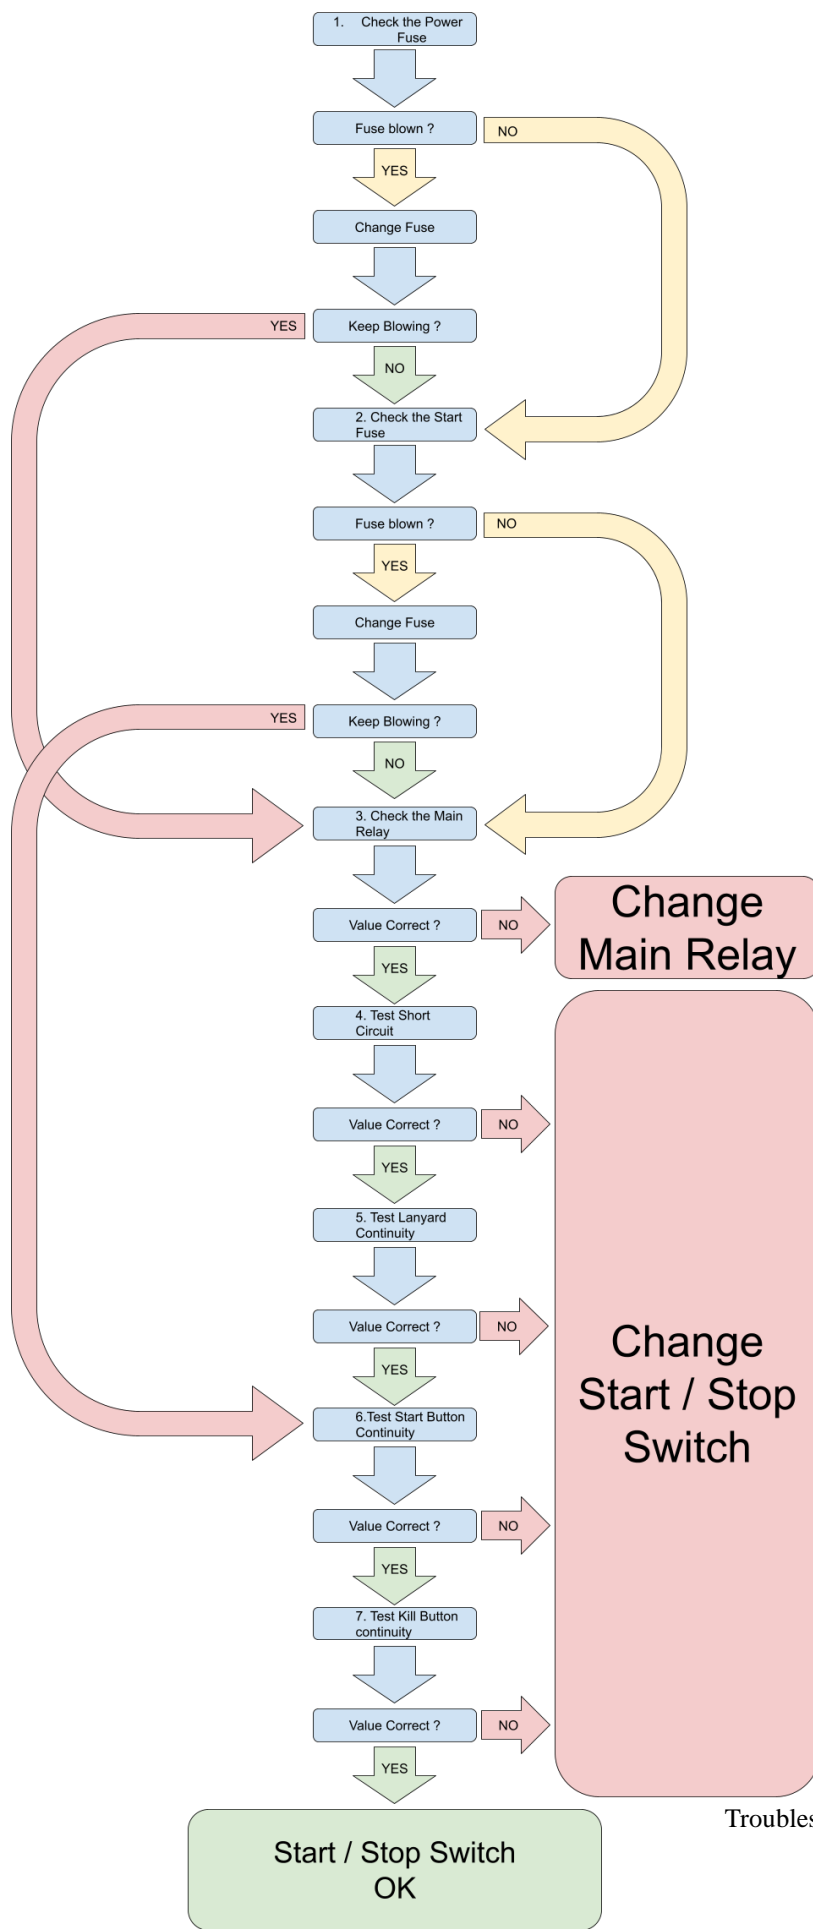 1. Check the Power
Fuse
Fuse blown ?
NO
YES
Change Fuse
YES
Keep Blowing ?
NO
2. Check the Start
Fuse
Fuse blown ?
NO
YES
Change Fuse
YES
Keep Blowing ?
NO
3. Check the Main
Relay
Value Correct ?
NO
Change
Main Relay
YES
4. Test Short
Circuit
Value Correct ?
NO
YES
5. Test Lanyard
Continuity
Value Correct ?
NO
Change
Start / Stop
Switch
YES
6.Test Start Button
Continuity
Value Correct ?
NO
YES
7. Test Kill Button
continuity
Value Correct ?
NO
YES
Troubles
Start / Stop Switch
OK